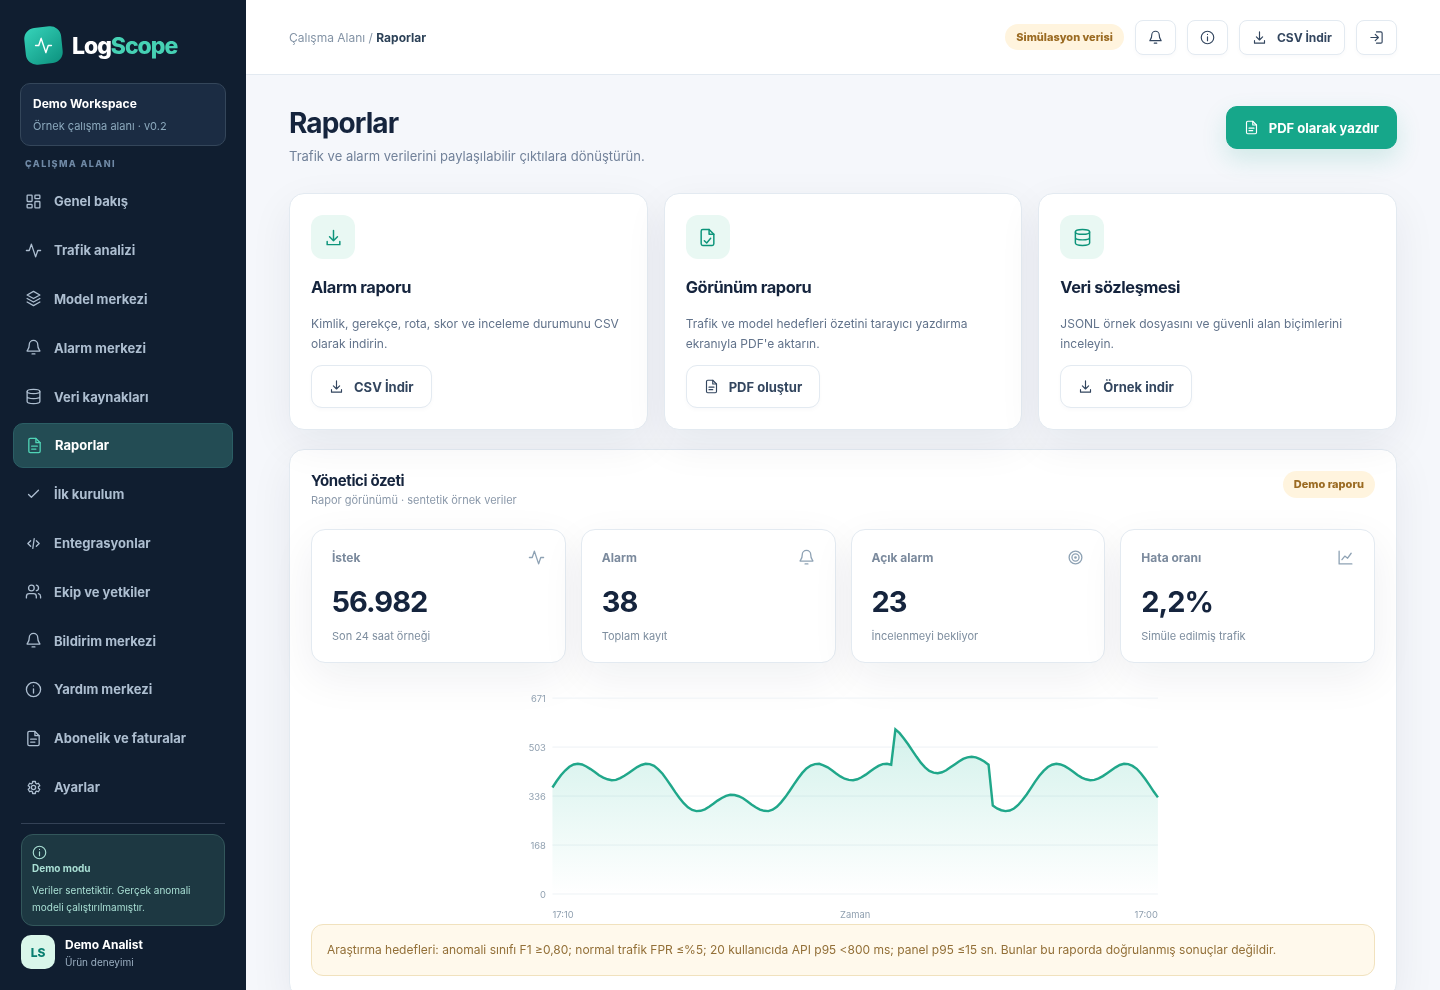 LogScope
Demo Workspace
Örnek çalışma alanı · v0.2
ÇALIŞMA ALANI
Genel bakış
Trafik analizi
Model merkezi
Alarm merkezi
Veri kaynakları
Raporlar
İlk kurulum
Entegrasyonlar
Ekip ve yetkiler
Bildirim merkezi
Yardım merkezi
Abonelik ve faturalar
Ayarlar
Demo modu
Veriler sentetiktir. Gerçek anomali
modeli çalıştırılmamıştır.
LS
Demo Analist
Ürün deneyimi
Çalışma Alanı / Raporlar
Simülasyon verisi
CSV İndir
Raporlar
Trafik ve alarm verilerini paylaşılabilir çıktılara dönüştürün.
PDF olarak yazdır
Alarm raporu
Kimlik, gerekçe, rota, skor ve inceleme durumunu CSV
olarak indirin.
CSV İndir
Görünüm raporu
Trafik ve model hedefleri özetini tarayıcı yazdırma
ekranıyla PDF'e aktarın.
PDF oluştur
Veri sözleşmesi
JSONL örnek dosyasını ve güvenli alan biçimlerini
inceleyin.
Örnek indir
Yönetici özeti
Rapor görünümü · sentetik örnek veriler
Demo raporu
İstek
56.982
Son 24 saat örneği
Alarm
38
Toplam kayıt
Açık alarm
23
İncelenmeyi bekliyor
Hata oranı
2,2%
Simüle edilmiş trafik
671
503
336
168
0
17:10
Zaman
17:00
Araştırma hedefleri: anomali sınıfı F1 ≥0,80; normal trafik FPR ≤%5; 20 kullanıcıda API p95 <800 ms; panel p95 ≤15 sn. Bunlar bu raporda doğrulanmış sonuçlar değildir.